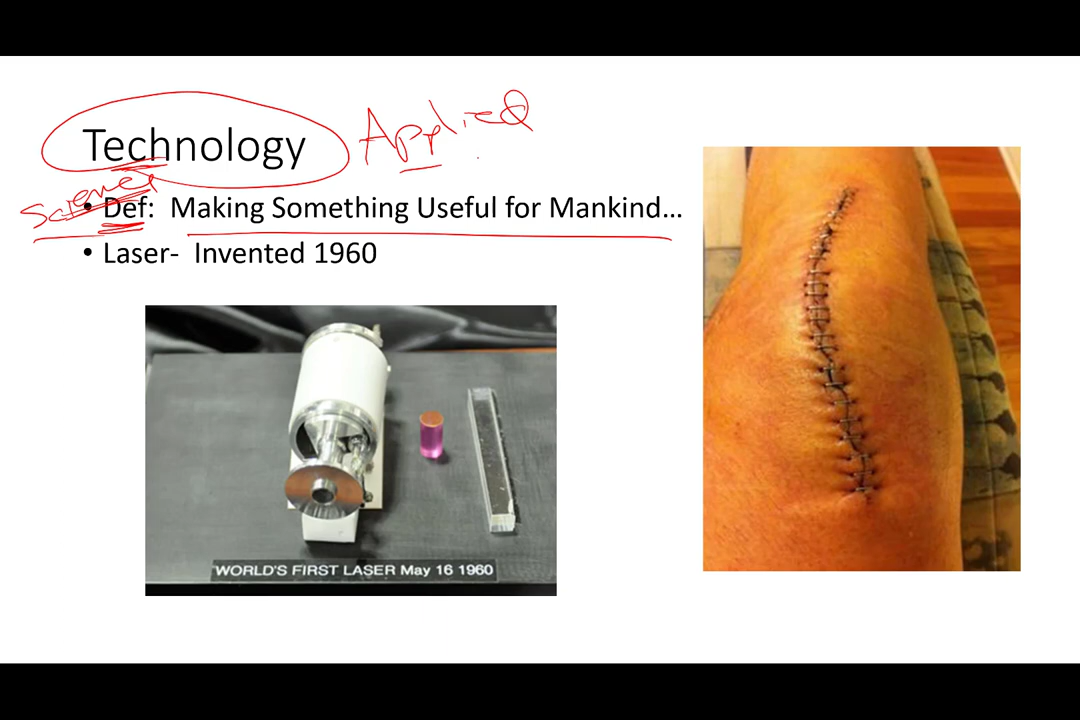 Technology Applied
Science
• Def: Making Something Useful for Mankind...
• Laser- Invented 1960
WORLD'S FIRST LASER May 16 1960